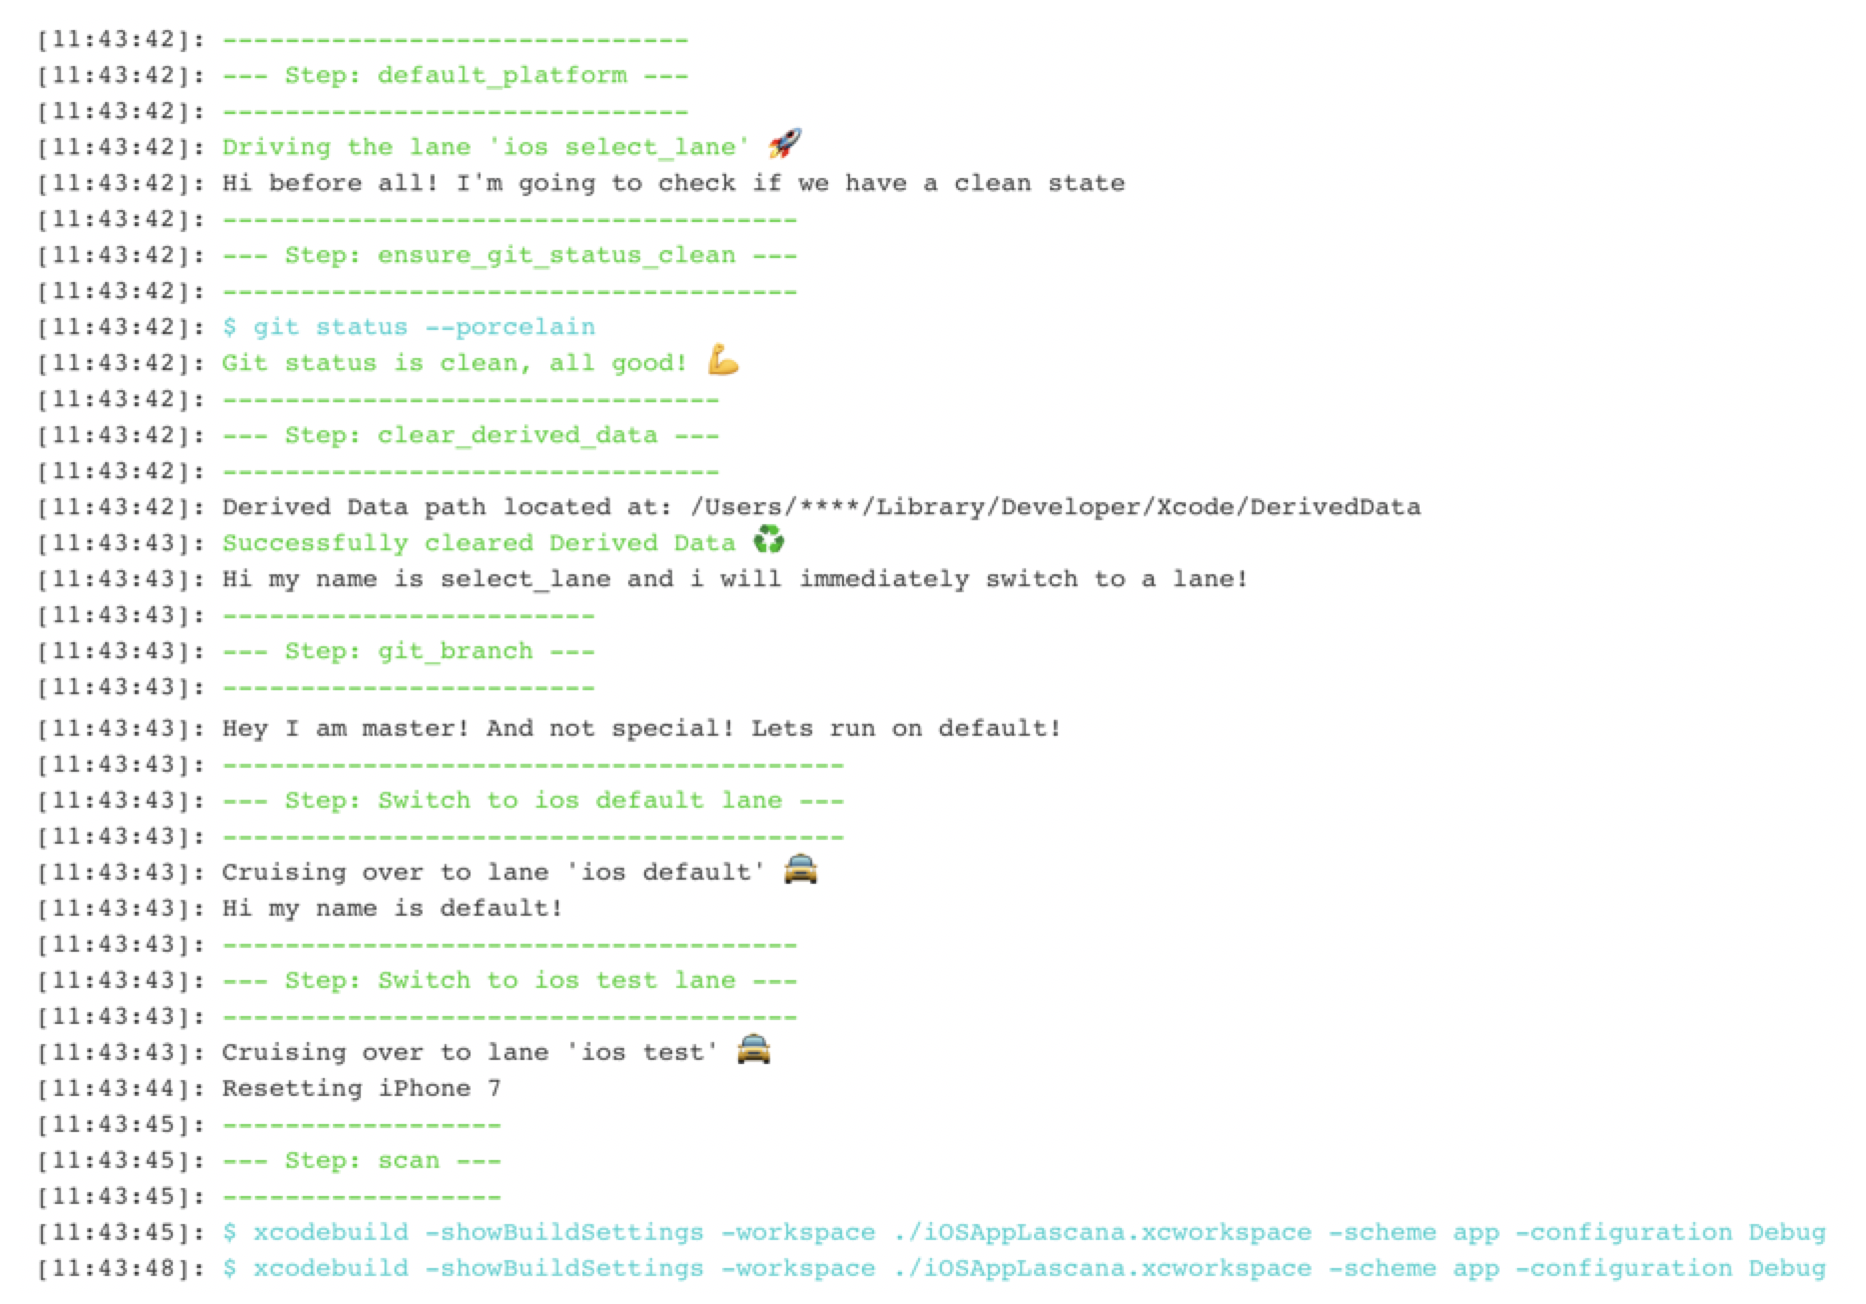 [11:43:42]: ------------------------------
[11:43:42]: --- Step: default_platform ---
[11:43:42]: ------------------------------
[11:43:42]: Driving the lane 'ios select_lane' 🚀
[11:43:42]: Hi before all! I'm going to check if we have a clean state
[11:43:42]: -------------------------------------
[11:43:42]: --- Step: ensure_git_status_clean ---
[11:43:42]: -------------------------------------
[11:43:42]: $ git status --porcelain
[11:43:42]: Git status is clean, all good! 💪
[11:43:42]: --------------------------------
[11:43:42]: --- Step: clear_derived_data ---
[11:43:42]: --------------------------------
[11:43:42]: Derived Data path located at: /Users/****/Library/Developer/Xcode/DerivedData
[11:43:43]: Successfully cleared Derived Data ♻️
[11:43:43]: Hi my name is select_lane and i will immediately switch to a lane!
[11:43:43]: ------------------------
[11:43:43]: --- Step: git_branch ---
[11:43:43]: ------------------------
[11:43:43]: Hey I am master! And not special! Lets run on default!
[11:43:43]: ----------------------------------------
[11:43:43]: --- Step: Switch to ios default lane ---
[11:43:43]: ----------------------------------------
[11:43:43]: Cruising over to lane 'ios default' 🚖
[11:43:43]: Hi my name is default!
[11:43:43]: -------------------------------------
[11:43:43]: --- Step: Switch to ios test lane ---
[11:43:43]: -------------------------------------
[11:43:43]: Cruising over to lane 'ios test' 🚖
[11:43:44]: Resetting iPhone 7
[11:43:45]: ------------------
[11:43:45]: --- Step: scan ---
[11:43:45]: ------------------
[11:43:45]: $ xcodebuild -showBuildSettings -workspace ./iOSAppLascana.xcworkspace -scheme app -configuration Debug
[11:43:48]: $ xcodebuild -showBuildSettings -workspace ./iOSAppLascana.xcworkspace -scheme app -configuration Debug